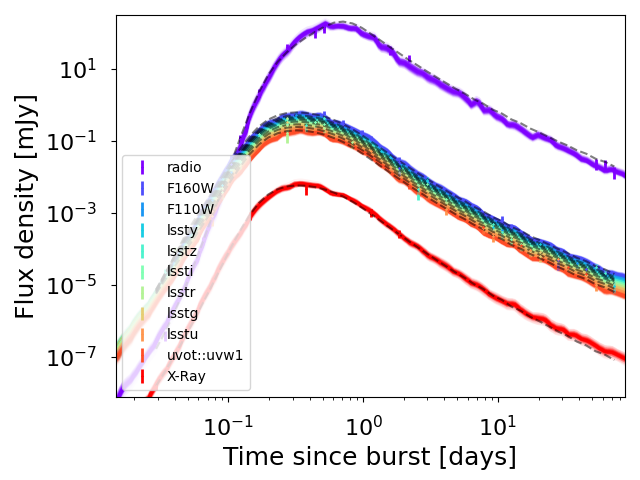 Flux density [mJy]
10^1
10^-1
10^-3
10^-5
10^-7
radio
F160W
F110W
lssty
lsstz
lssti
lsstr
lsstg
lsstu
uvot::uvw1
X-Ray
10^-1
10^0
10^1
Time since burst [days]